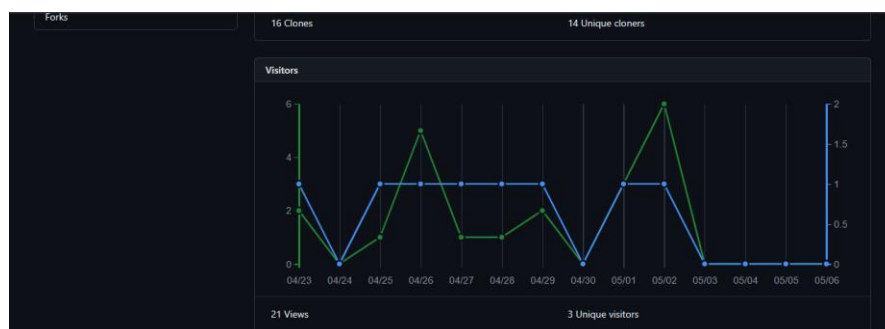 Forks
16 Clones 14 Unique cloners
Visitors
6 2
4 1.5
1
2 0.5
0 0
04/23 04/24 04/25 04/26 04/27 04/28 04/29 04/30 05/01 05/02 05/03 05/04 05/05 05/06
21 Views 3 Unique visitors